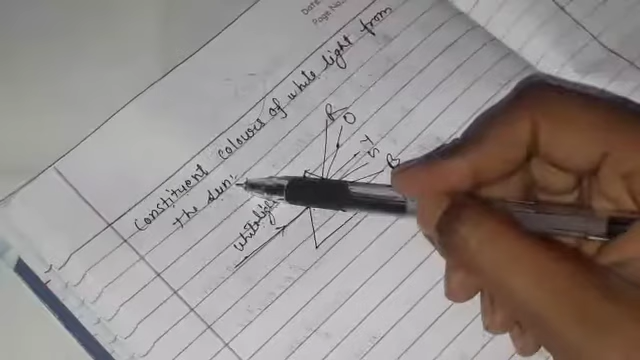 Date
Page No.
Constituent colours of white light from
the sun:
R
O
Y
G
B
White light